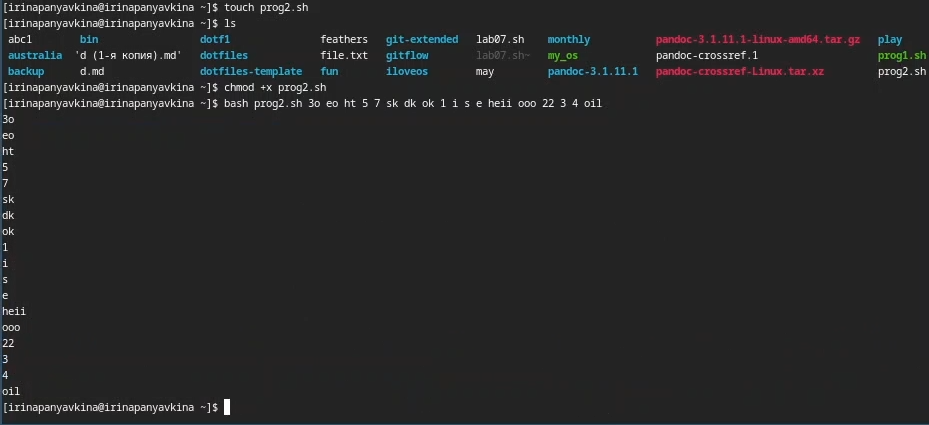 [irinapanyavkina@irinapanyavkina ~]$ touch prog2.sh
[irinapanyavkina@irinapanyavkina ~]$ ls
abc1 bin dotf1 feathers git-extended lab07.sh monthly pandoc-3.1.11.1-linux-amd64.tar.gz play
australia 'd (1-я копия).md' dotfiles file.txt gitflow lab07.sh~ my_os pandoc-crossref.1 prog1.sh
backup d.md dotfiles-template fun iloveos may pandoc-3.1.11.1 pandoc-crossref-Linux.tar.xz prog2.sh
[irinapanyavkina@irinapanyavkina ~]$ chmod +x prog2.sh
[irinapanyavkina@irinapanyavkina ~]$ bash prog2.sh 3o eo ht 5 7 sk dk ok 1 i s e heii ooo 22 3 4 oil
3o
eo
ht
5
7
sk
dk
ok
1
i
s
e
heii
ooo
22
3
4
oil
[irinapanyavkina@irinapanyavkina ~]$